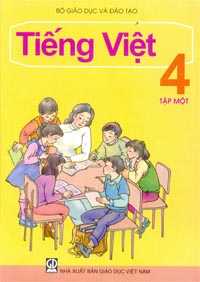 BỘ GIÁO DỤC VÀ ĐÀO TẠO
Tiếng Việt
4
TẬP MỘT
NHÀ XUẤT BẢN GIÁO DỤC VIỆT NAM